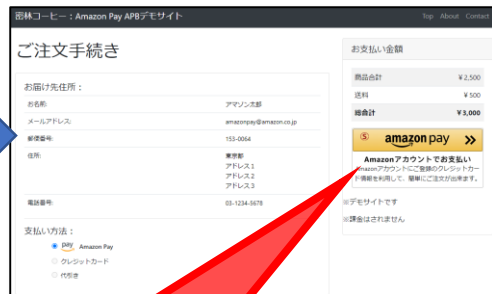 密林コーヒー：Amazon Pay APBデモサイト
Top About Contact
ご注文手続き
お届け先住所：
お名前:
アマゾン太郎
メールアドレス:
amazonpay@amazon.co.jp
郵便番号:
153-0064
住所:
東京都
アドレス1
アドレス2
アドレス3
電話番号:
03-1234-5678
支払い方法：
pay Amazon Pay
クレジットカード
代引き
お支払い金額
商品合計
¥2,500
送料
¥500
総合計
¥3,000
amazon pay
Amazonアカウントでお支払い
Amazonアカウントにご登録のクレジットカー
ド情報を利用して、簡単にご注文が出来ます。
※デモサイトです
※課金はされません